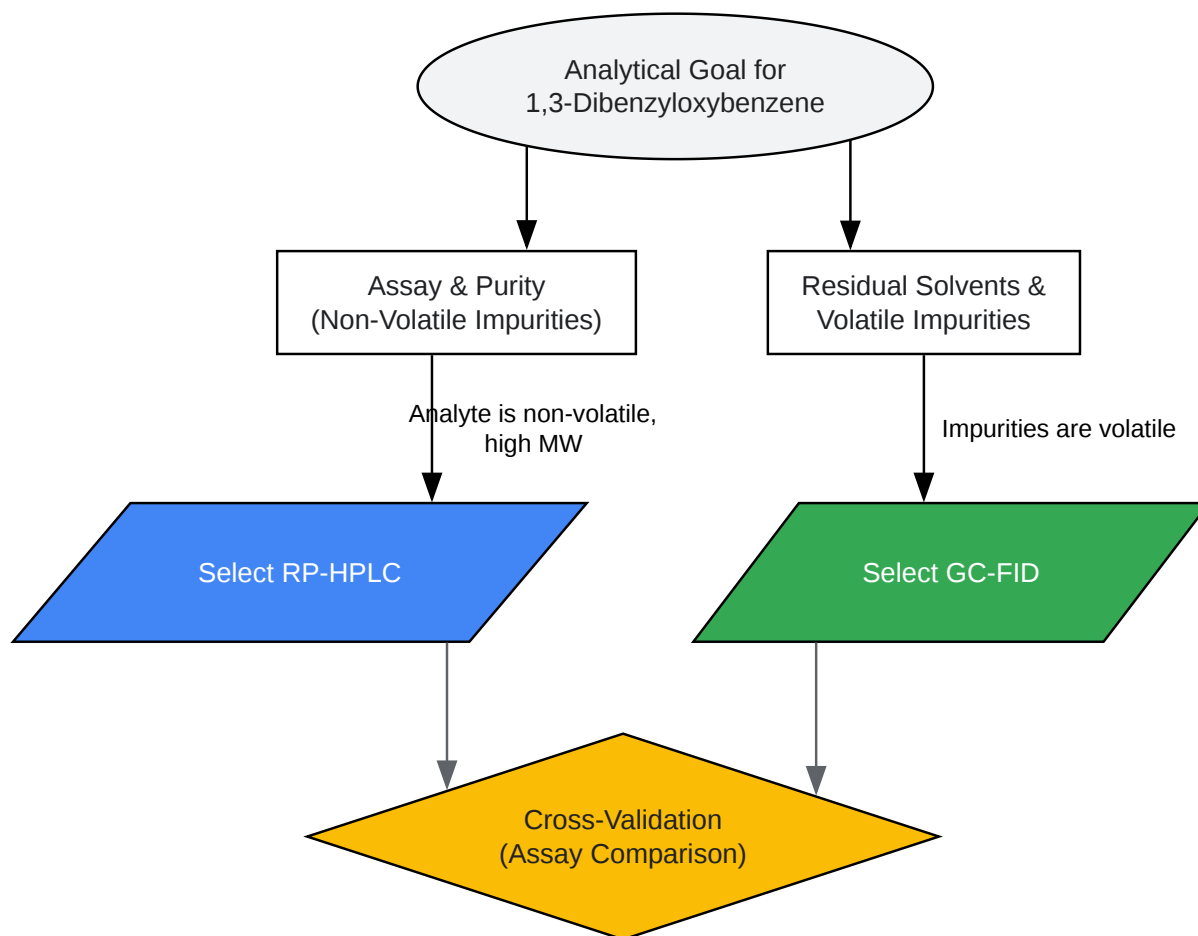 Analytical Goal for
1,3-Dibenzyloxybenzene
Assay & Purity
(Non-Volatile Impurities)
Residual Solvents &
Volatile Impurities
Analyte is non-volatile,
high MW
Impurities are volatile
Select RP-HPLC
Select GC-FID
Cross-Validation
(Assay Comparison)